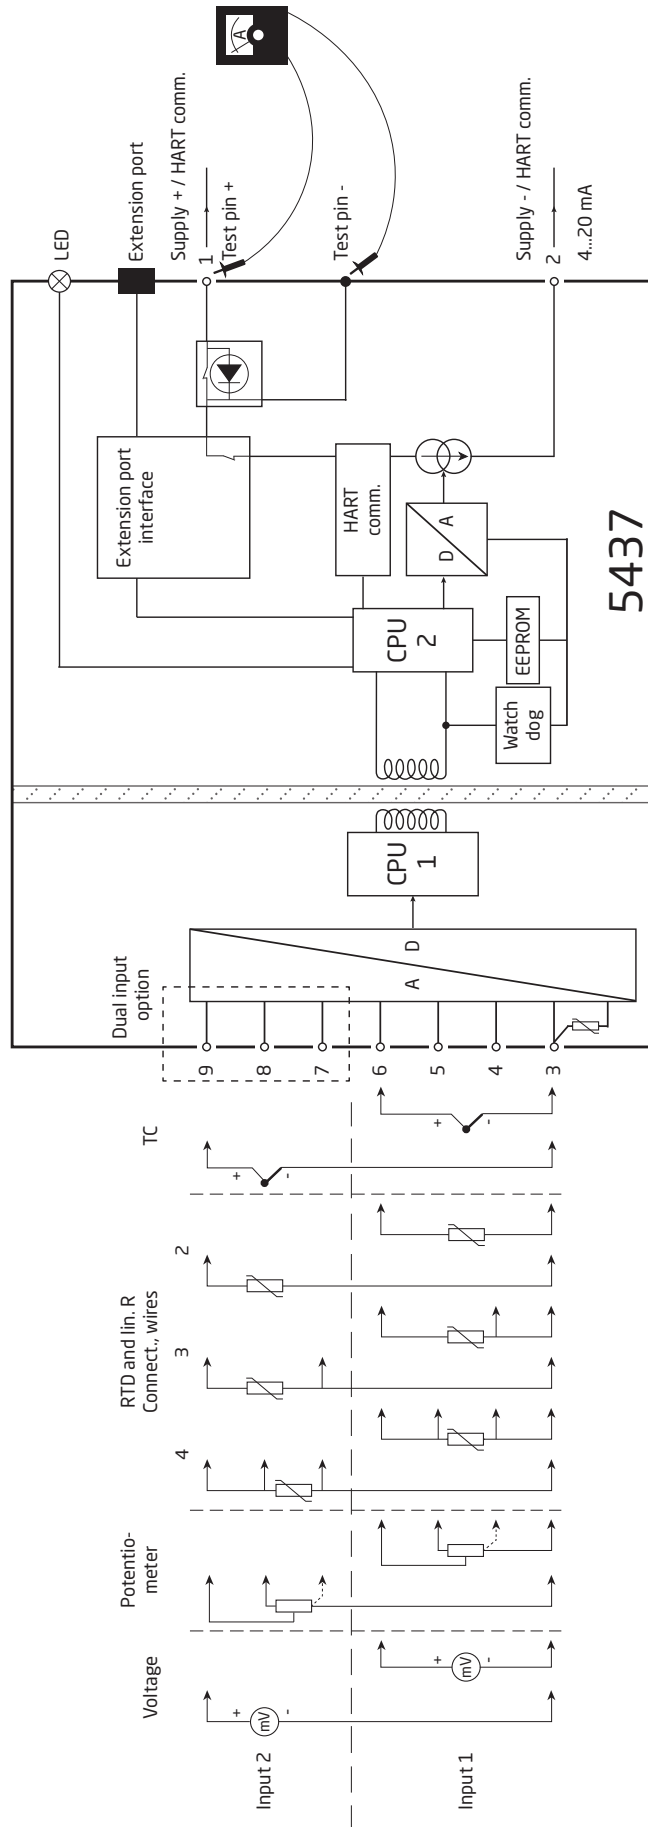 Voltage
Potentio-
meter
RTD and lin. R
Connect., wires
4
3
2
TC
Dual input
option
Input 2
Input 1
+
mV
-
+
mV
-
+
-
+
-
9
8
7
6
5
4
3
A
D
CPU
1
CPU
2
Watch
dog
EEPROM
D
A
HART
comm.
Extension port
interface
LED
Extension port
Supply + / HART comm.
1
Test pin +
Test pin -
Supply - / HART comm.
2
4...20 mA
A
5437